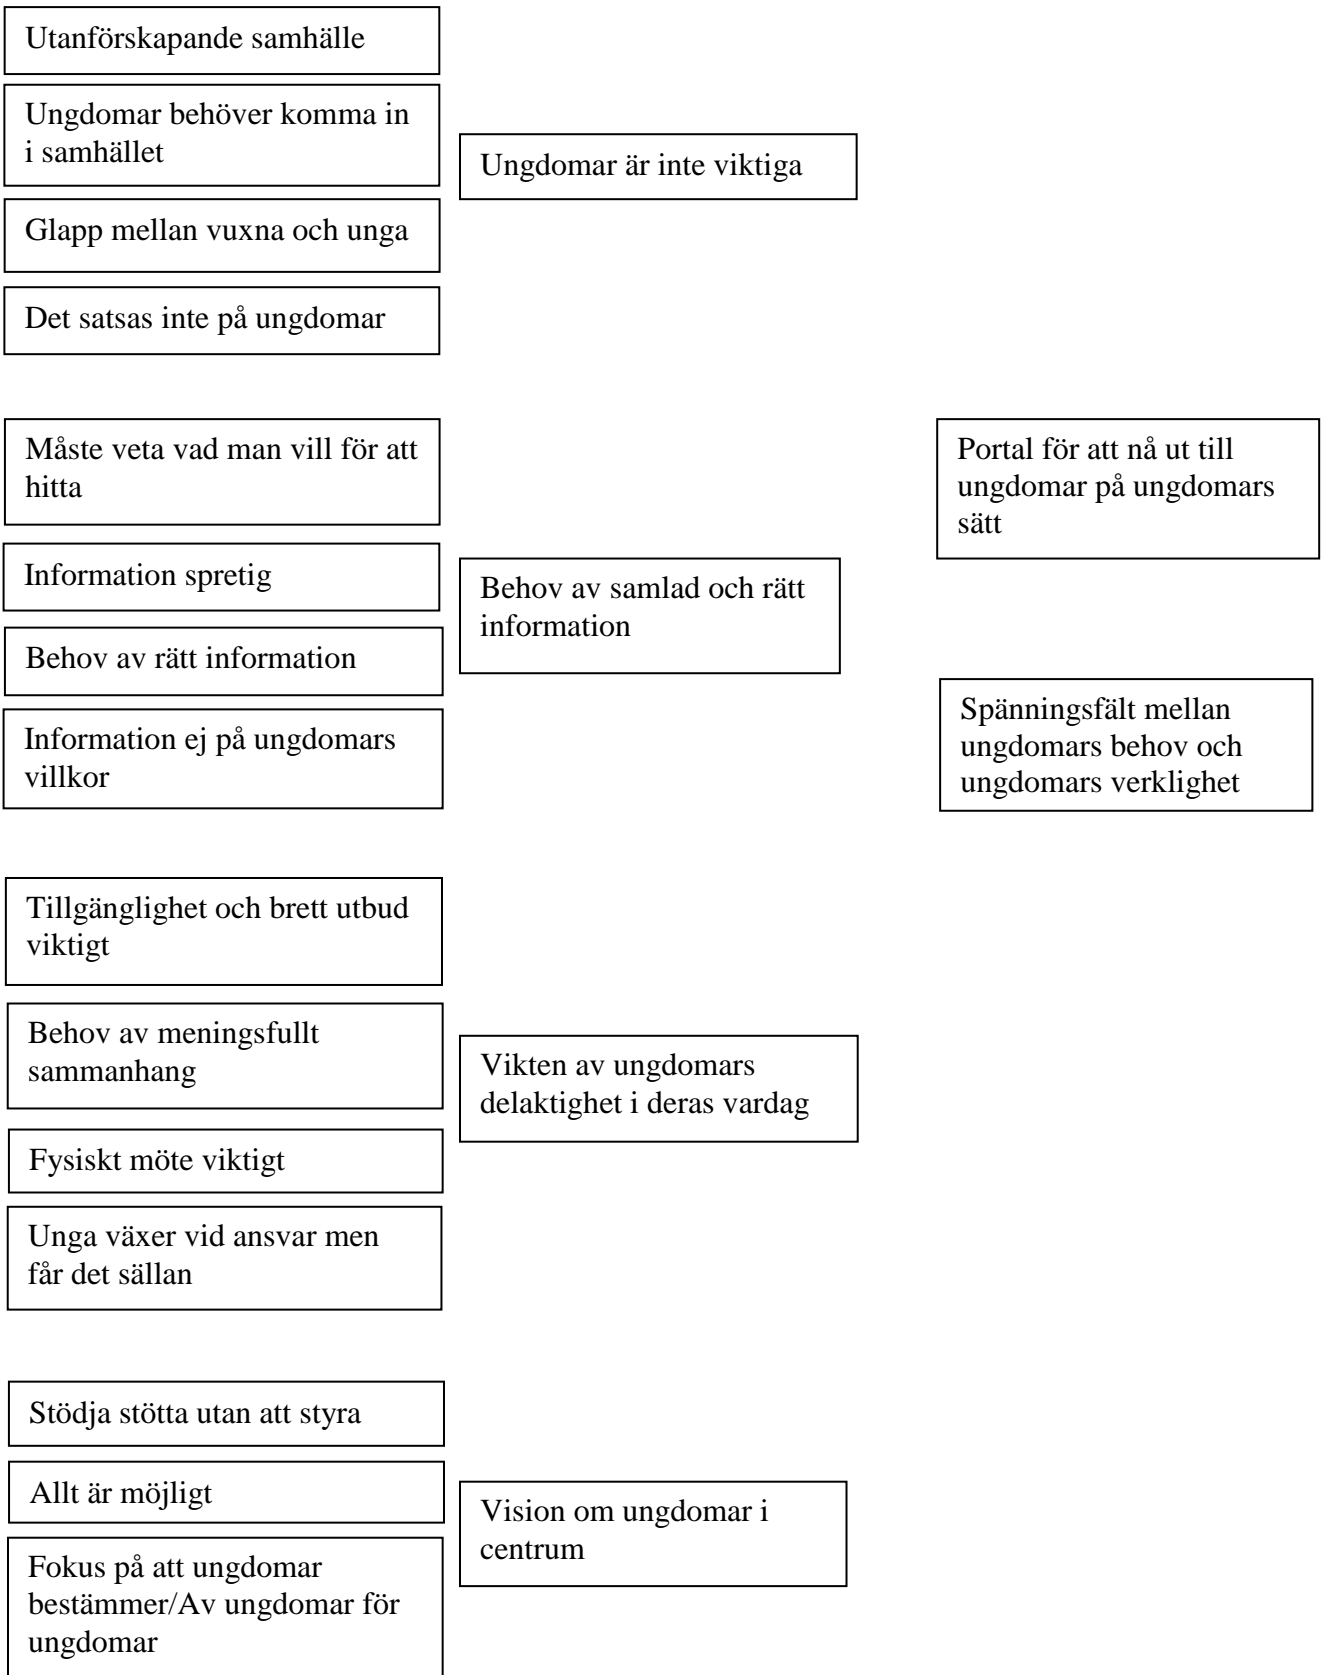 Utanförskapande samhälle
Ungdomar behöver komma in
i samhället
Glapp mellan vuxna och unga
Det satsas inte på ungdomar
Ungdomar är inte viktiga
Måste veta vad man vill för att
hitta
Information spretig
Behov av rätt information
Information ej på ungdomars
villkor
Behov av samlad och rätt
information
Tillgänglighet och brett utbud
viktigt
Behov av meningsfullt
sammanhang
Fysiskt möte viktigt
Unga växer vid ansvar men
får det sällan
Vikten av ungdomars
delaktighet i deras vardag
Stödja stötta utan att styra
Allt är möjligt
Fokus på att ungdomar
bestämmer/Av ungdomar för
ungdomar
Vision om ungdomar i
centrum
Portal för att nå ut till
ungdomar på ungdomars
sätt
Spänningsfält mellan
ungdomars behov och
ungdomars verklighet